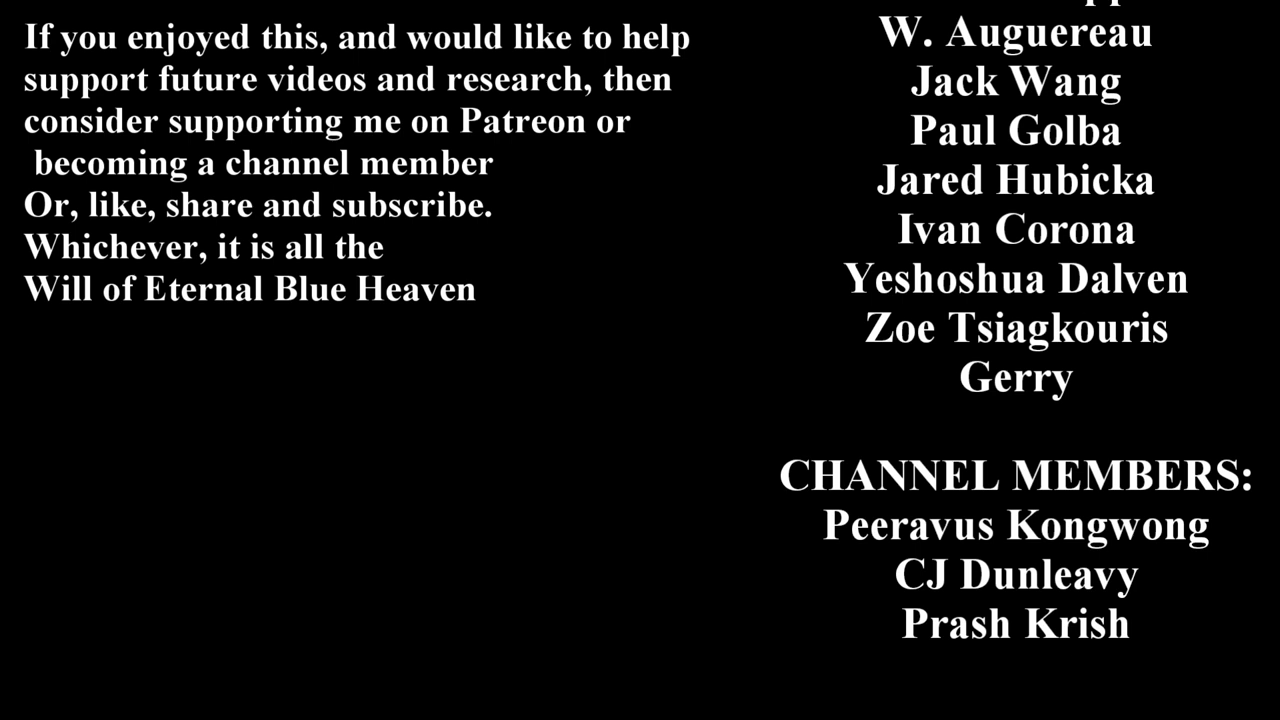 If you enjoyed this, and would like to help
support future videos and research, then
consider supporting me on Patreon or
becoming a channel member
Or, like, share and subscribe.
Whichever, it is all the
Will of Eternal Blue Heaven
W. Auguereau
Jack Wang
Paul Golba
Jared Hubicka
Ivan Corona
Yeshoshua Dalven
Zoe Tsiagkouris
Gerry
CHANNEL MEMBERS:
Peeravus Kongwong
CJ Dunleavy
Prash Krish